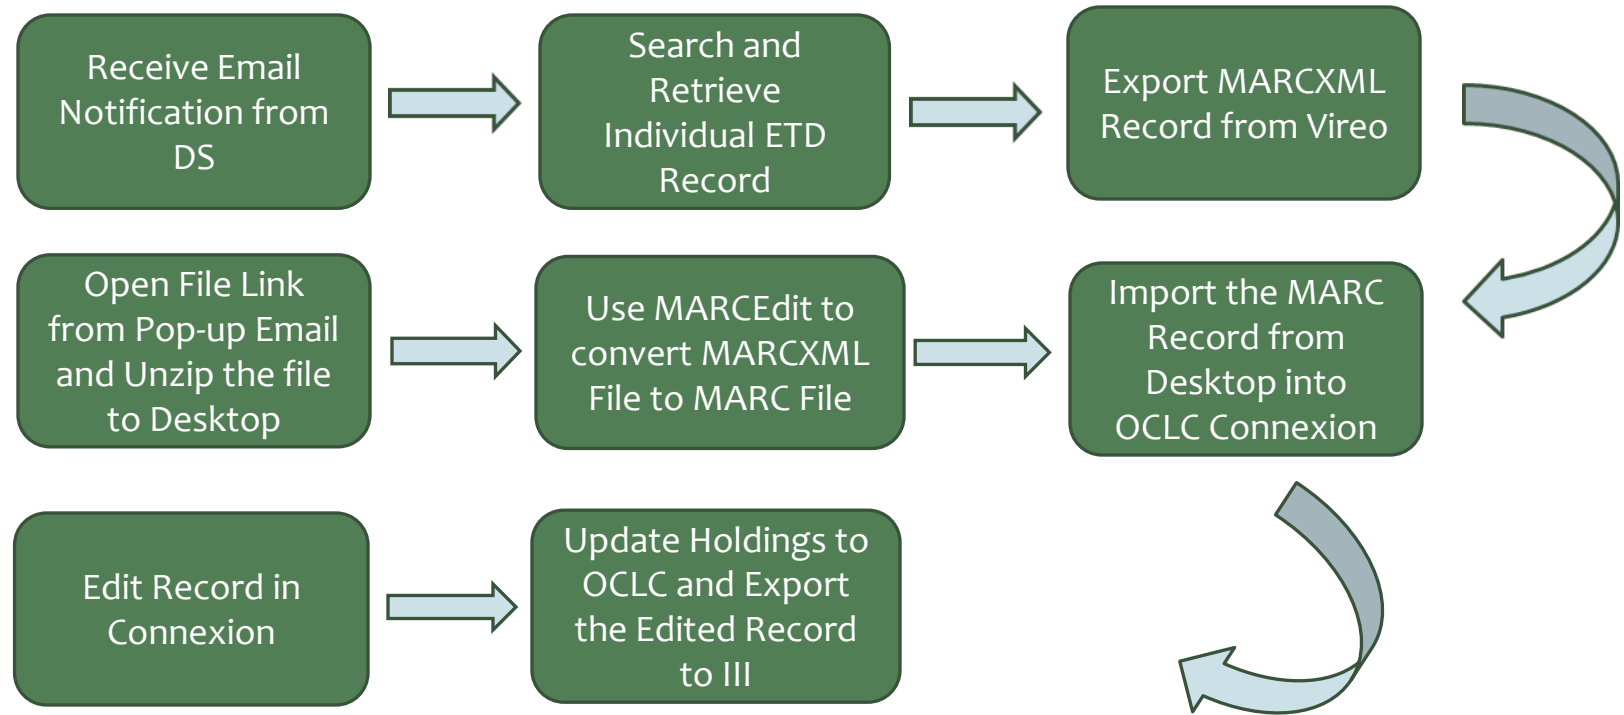 Receive Email
Notification from
DS
Search and
Retrieve
Individual ETD
Record
Export MARCXML
Record from Vireo
Open File Link
from Pop-up Email
and Unzip the file
to Desktop
Use MARCEdit to
convert MARCXML
File to MARC File
Import the MARC
Record from
Desktop into
OCLC Connexion
Edit Record in
Connexion
Update Holdings to
OCLC and Export
the Edited Record
to III